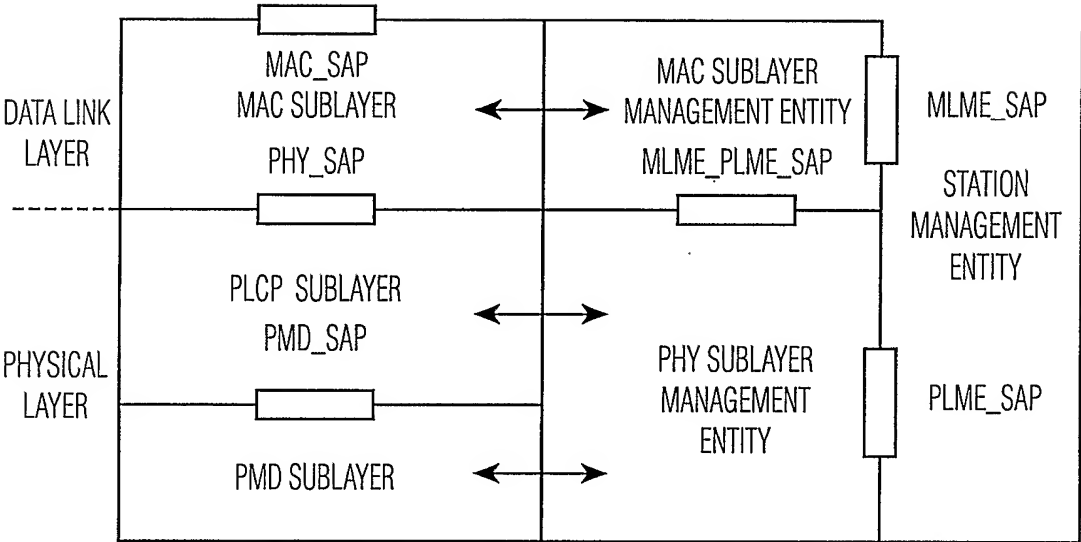 MAC_SAP
MAC SUBLAYER
DATA LINK
LAYER
PHY_SAP
MAC SUBLAYER
MANAGEMENT ENTITY
MLME_PLME_SAP
MLME_SAP
STATION
MANAGEMENT
ENTITY
PLCP SUBLAYER
PMD_SAP
PHYSICAL
LAYER
PMD SUBLAYER
PHY SUBLAYER
MANAGEMENT
ENTITY
PLME_SAP